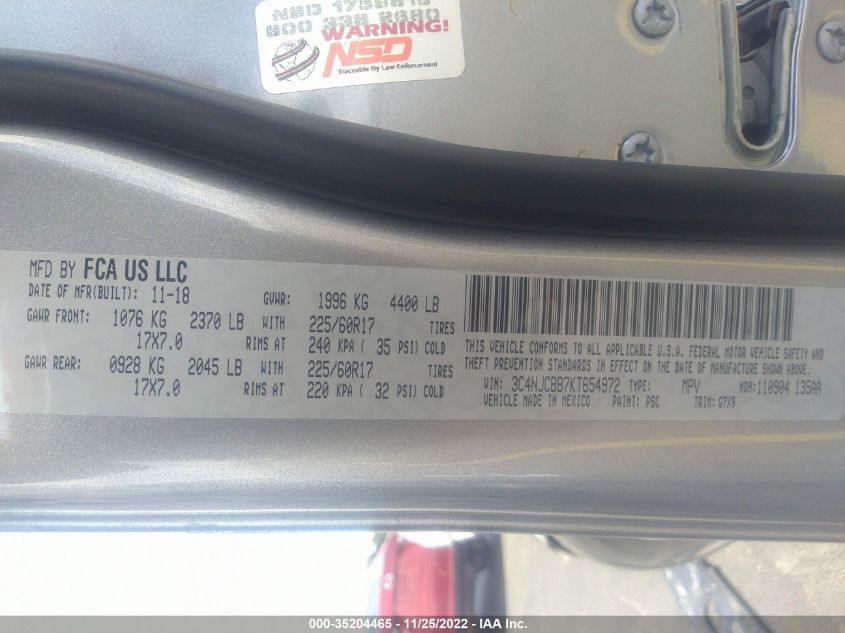 NSD
WARNING!
NSD
Traceable By Law Enforcement
MFD BY FCA US LLC
DATE OF MFR(BUILT): 11-18 GVWR: 1996 KG 4400 LB
GAWR FRONT: 1076 KG 2370 LB WITH 225/60R17 TIRES
17X7.0 RIMS AT 240 KPA ( 35 PSI) COLD
GAWR REAR: 0928 KG 2045 LB WITH 225/60R17 TIRES
17X7.0 RIMS AT 220 KPA ( 32 PSI) COLD
THIS VEHICLE CONFORMS TO ALL APPLICABLE U.S.A. FEDERAL MOTOR VEHICLE SAFETY AND
THEFT PREVENTION STANDARDS IN EFFECT ON THE DATE OF MANUFACTURE SHOWN ABOVE.
VIN: 3C4NJCBB7KT654972 TYPE: MPV MDH: 110904 135AA
VEHICLE MADE IN MEXICO PAINT: PSC TRIM: G7X9
000-35204465 - 11/25/2022 - IAA Inc.